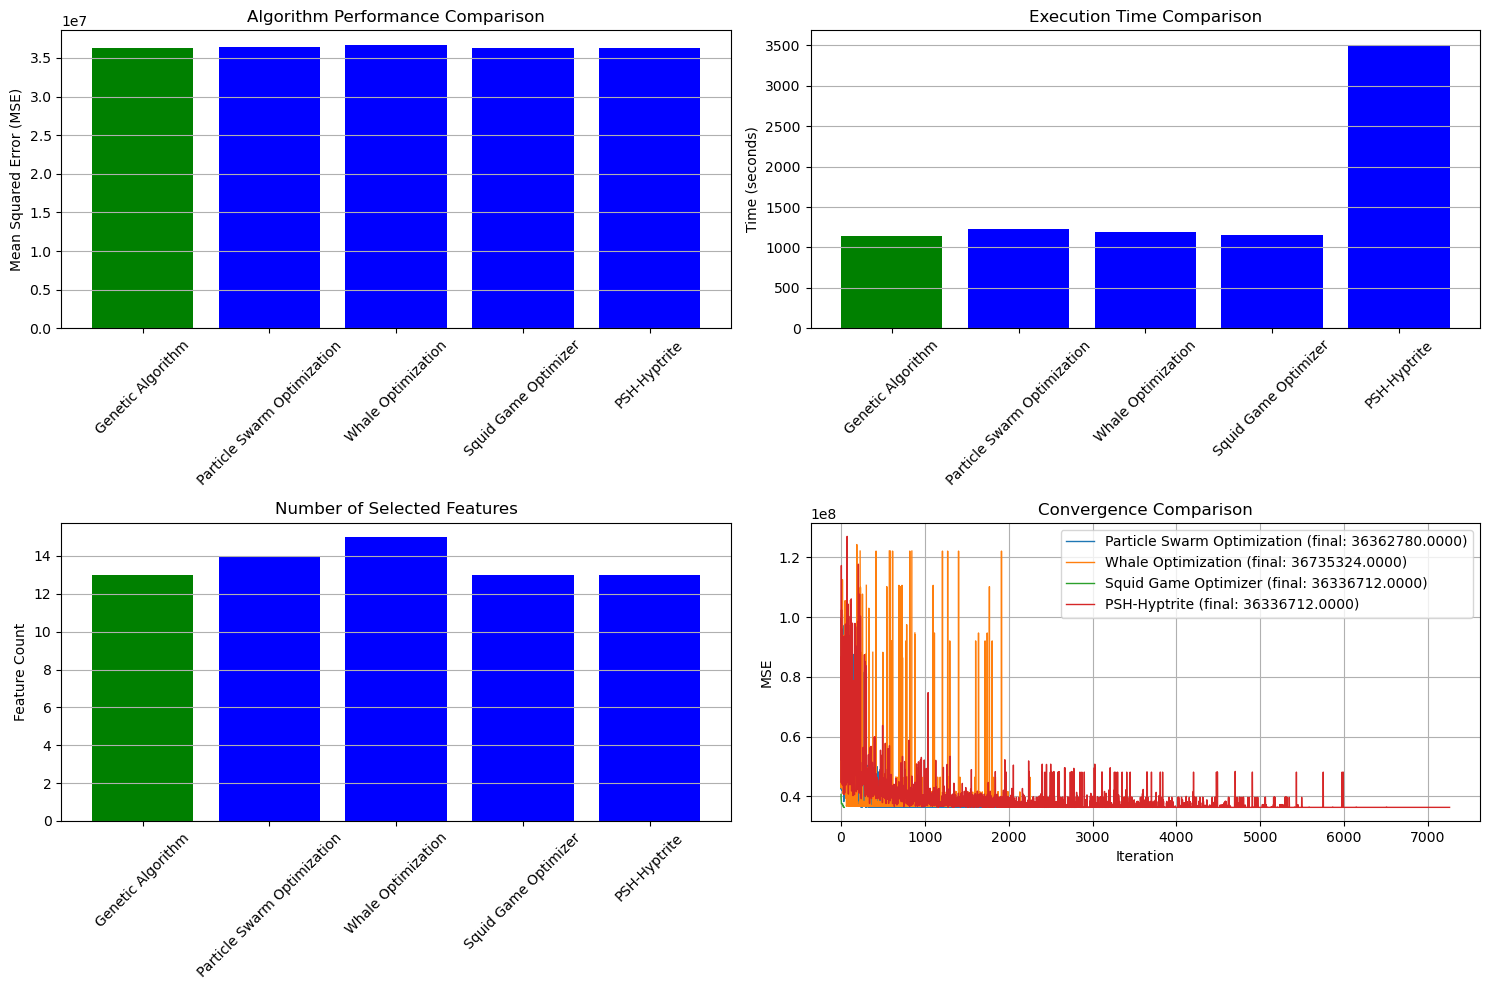 Algorithm Performance Comparison
1e7
Mean Squared Error (MSE)
3.5
3.0
2.5
2.0
1.5
1.0
0.5
0.0
Genetic Algorithm
Particle Swarm Optimization
Whale Optimization
Squid Game Optimizer
PSH-Hyptrite
Execution Time Comparison
Time (seconds)
3500
3000
2500
2000
1500
1000
500
0
Genetic Algorithm
Particle Swarm Optimization
Whale Optimization
Squid Game Optimizer
PSH-Hyptrite
Number of Selected Features
Feature Count
14
12
10
8
6
4
2
0
Genetic Algorithm
Particle Swarm Optimization
Whale Optimization
Squid Game Optimizer
PSH-Hyptrite
Convergence Comparison
1e8
MSE
1.2
1.0
0.8
0.6
0.4
Particle Swarm Optimization (final: 36362780.0000)
Whale Optimization (final: 36735324.0000)
Squid Game Optimizer (final: 36336712.0000)
PSH-Hyptrite (final: 36336712.0000)
0 1000 2000 3000 4000 5000 6000 7000
Iteration